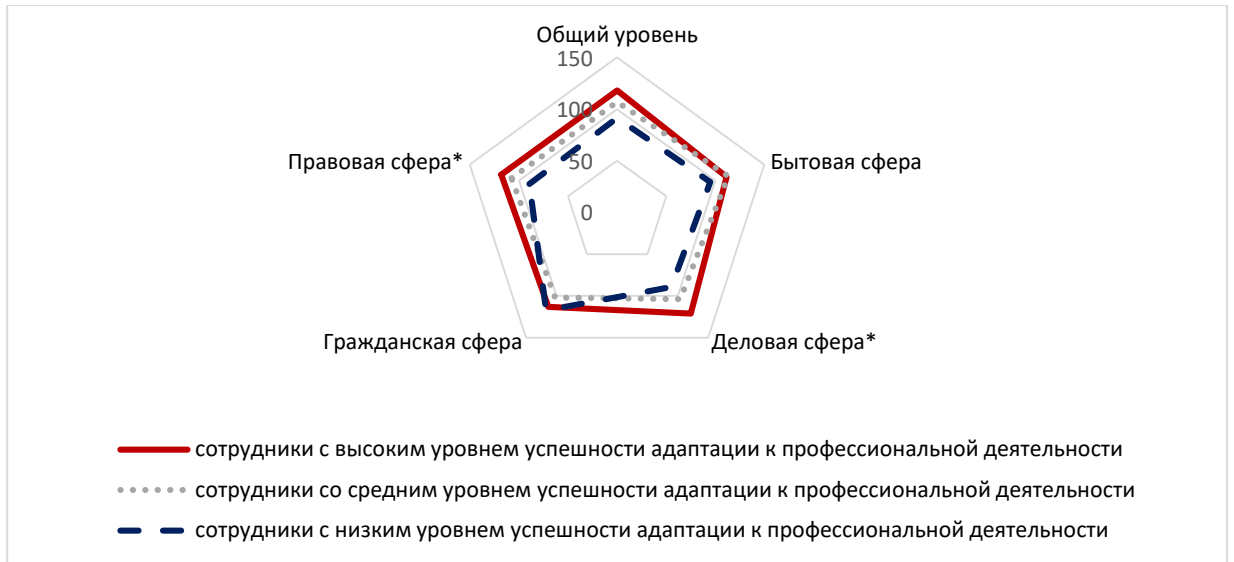 Общий уровень
150
100
Правовая сфера*
50
Бытовая сфера
0
Гражданская сфера
Деловая сфера*
сотрудники с высоким уровнем успешности адаптации к профессиональной деятельности
сотрудники со средним уровнем успешности адаптации к профессиональной деятельности
сотрудники с низким уровнем успешности адаптации к профессиональной деятельности